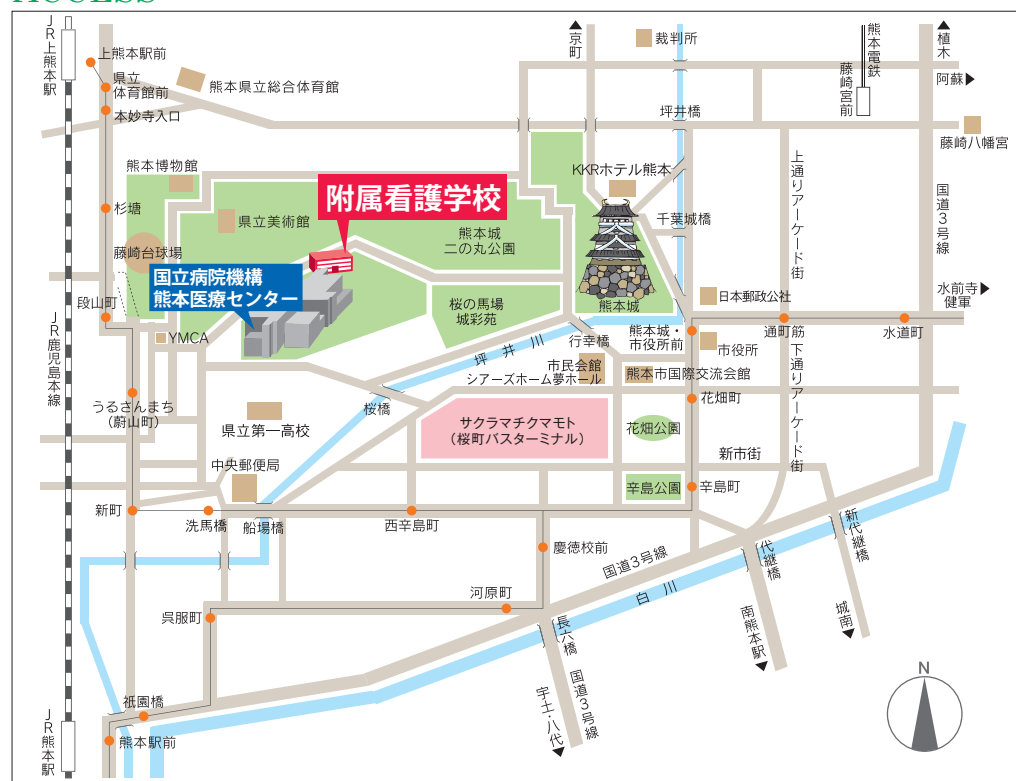 ACCESS
JR上熊本駅
上熊本駅前
県立
体育館前
本妙寺入口
熊本県立総合体育館
京町
裁判所
熊本電鉄
藤崎宮前
植木
阿蘇
坪井橋
藤崎八幡宮
熊本博物館
KKRホテル熊本
上通りアーケード街
国道3号線
附属看護学校
杉塘
県立美術館
千葉城橋
熊本城
二の丸公園
藤崎台球場
国立病院機構
熊本医療センター
段山町
桜の馬場
城彩苑
熊本城
日本郵政公社
水前寺
健軍
通町筋
水道町
YMCA
JR鹿児島本線
坪井川
行幸橋
熊本城・
市役所前
市役所
市民会館
シアーズホーム夢ホール
熊本市国際交流会館
下通りアーケード街
うるさんまち
(蔚山町)
桜橋
花畑町
県立第一高校
サクラマチクマモト
(桜町バスターミナル)
花畑公園
中央郵便局
新市街
辛島公園
辛島町
新町
洗馬橋
船場橋
西辛島町
慶徳校前
国道3号線
代継橋
新代継橋
白川
河原町
呉服町
長六橋
南熊本駅
城南
国道3号線
宇土・八代
祇園橋
熊本駅前
JR熊本駅
N